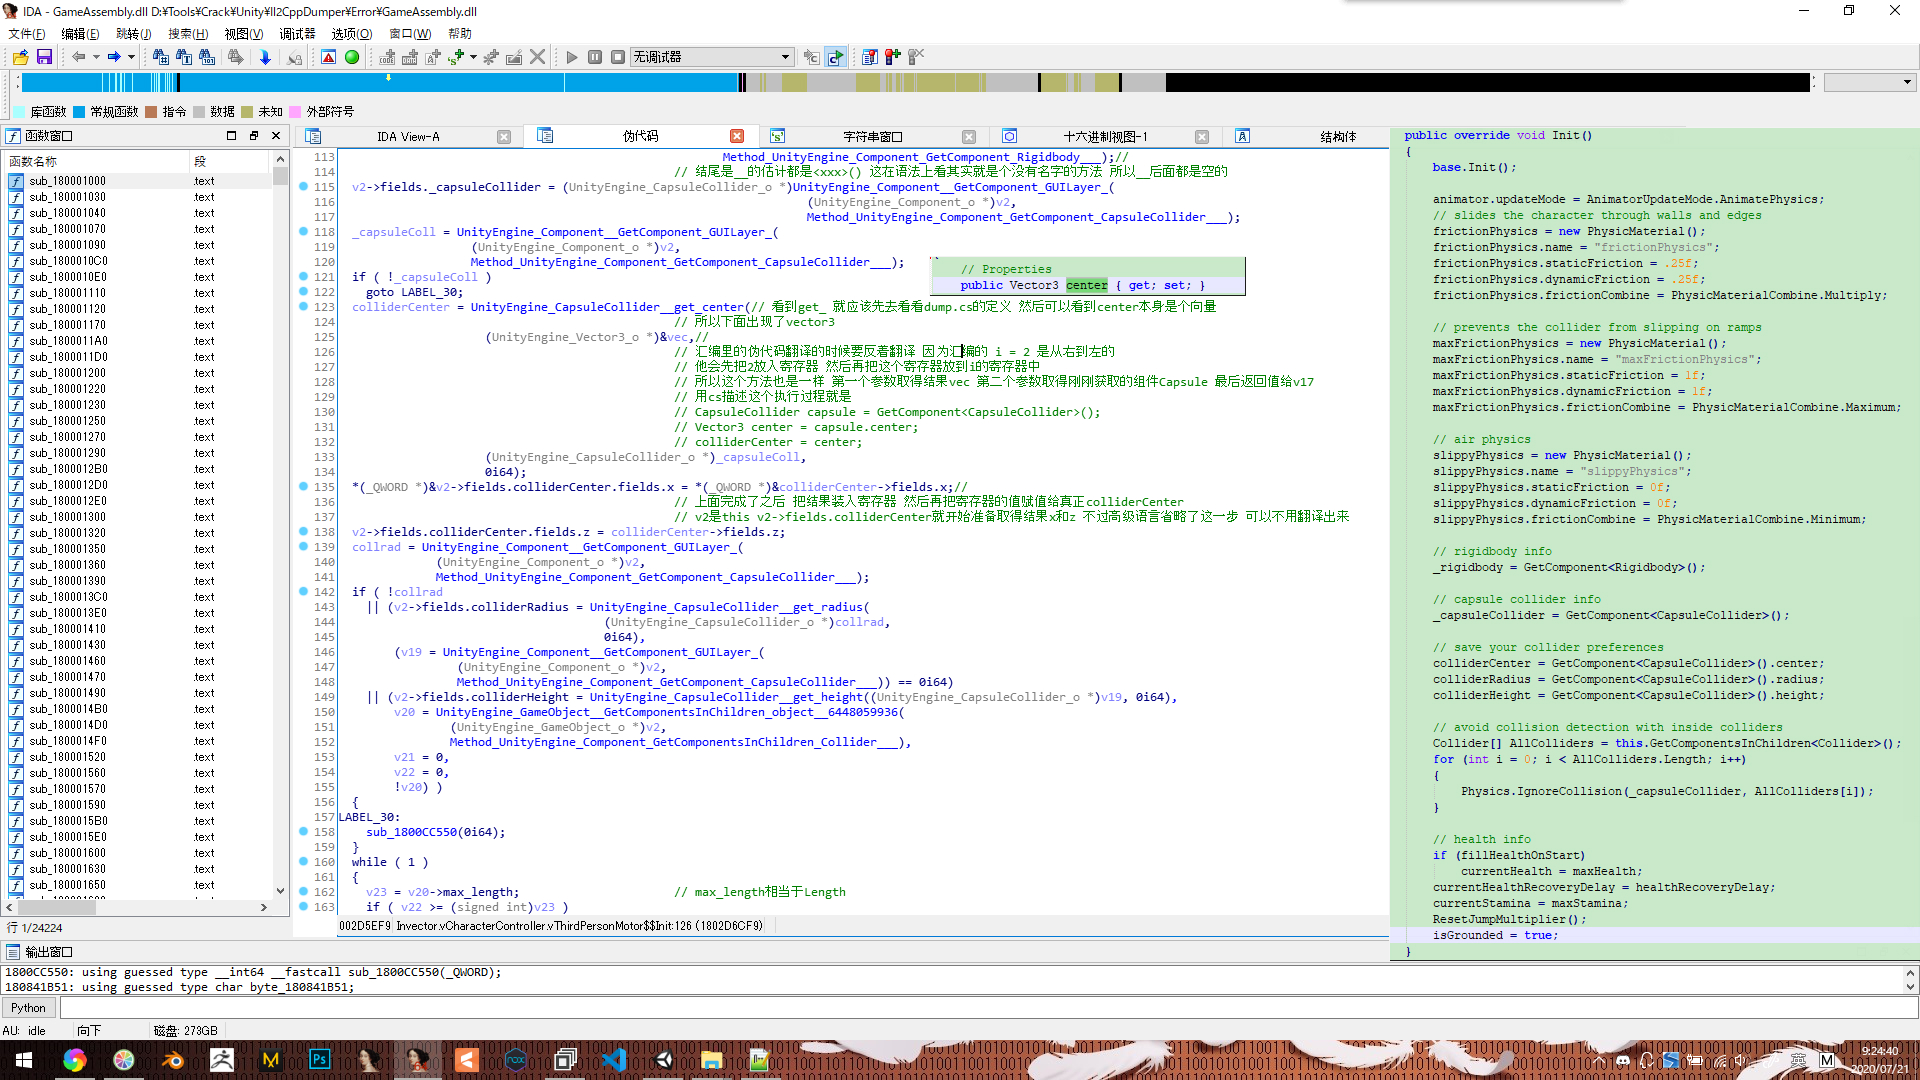 IDA - GameAssembly.dll D:¥Tools¥Crack¥Unity¥Il2CppDumper¥Error¥GameAssembly.dll
文件(F) 编辑(E) 跳转(J) 搜索(H) 视图(V) 调试器 选项(O) 窗口(W) 帮助
无调试器
库函数 常规函数 指令 数据 未知 外部符号
函数窗口
函数名称 段
sub_180001000 .text
sub_180001030 .text
sub_180001040 .text
sub_180001070 .text
sub_180001090 .text
sub_1800010C0 .text
sub_1800010E0 .text
sub_180001110 .text
sub_180001120 .text
sub_180001170 .text
sub_1800011A0 .text
sub_1800011D0 .text
sub_180001200 .text
sub_180001220 .text
sub_180001230 .text
sub_180001250 .text
sub_180001270 .text
sub_180001290 .text
sub_1800012B0 .text
sub_1800012D0 .text
sub_1800012E0 .text
sub_180001300 .text
sub_180001320 .text
sub_180001350 .text
sub_180001360 .text
sub_180001390 .text
sub_1800013C0 .text
sub_1800013E0 .text
sub_180001410 .text
sub_180001430 .text
sub_180001460 .text
sub_180001470 .text
sub_180001490 .text
sub_1800014B0 .text
sub_1800014D0 .text
sub_1800014F0 .text
sub_180001520 .text
sub_180001560 .text
sub_180001570 .text
sub_180001590 .text
sub_1800015B0 .text
sub_1800015E0 .text
sub_180001600 .text
sub_180001630 .text
sub_180001650 .text
行 1/24224
IDA View-A 伪代码 字符串窗口 十六进制视图-1 结构体
113 Method_UnityEngine_Component_GetComponent_Rigidbody___);//
114 // 结尾是__的估计都是<xxx>() 这在语法上看其实就是个没有名字的方法 所以__后面都是空的
115 v2->fields._capsuleCollider = (UnityEngine_CapsuleCollider_o *)UnityEngine_Component__GetComponent_GUILayer_(
116 (UnityEngine_Component_o *)v2,
117 Method_UnityEngine_Component_GetComponent_CapsuleCollider___);
118 _capsuleColl = UnityEngine_Component__GetComponent_GUILayer_(
119 (UnityEngine_Component_o *)v2,
120 Method_UnityEngine_Component_GetComponent_CapsuleCollider___);
121 if ( !_capsuleColl )
122 goto LABEL_30;
123 colliderCenter = UnityEngine_CapsuleCollider__get_center(// 看到get_ 就应该先去看看dump.cs的定义 然后可以看到center本身是个向量
124 // 所以下面出现了vector3
125 (UnityEngine_Vector3_o *)&vec,//
126 // 汇编里的伪代码翻译的时候要反着翻译 因为汇编的 i = 2 是从右到左的
127 // 他会先把2放入寄存器 然后再把这个寄存器放到i的寄存器中
128 // 所以这个方法也是一样 第一个参数取得结果vec 第二个参数取得刚刚获取的组件Capsule 最后返回值给v17
129 // 用cs描述这个执行过程就是
130 // CapsuleCollider capsule = GetComponent<CapsuleCollider>();
131 // Vector3 center = capsule.center;
132 // colliderCenter = center;
133 (UnityEngine_CapsuleCollider_o *)_capsuleColl,
134 0i64);
135 *(_QWORD *)&v2->fields.colliderCenter.fields.x = *(_QWORD *)&colliderCenter->fields.x;//
136 // 上面完成了之后 把结果装入寄存器 然后再把寄存器的值赋值给真正colliderCenter
137 // v2是this v2->fields.colliderCenter就开始准备取得结果x和z 不过高级语言省略了这一步 可以不用翻译出来
138 v2->fields.colliderCenter.fields.z = colliderCenter->fields.z;
139 collrad = UnityEngine_Component__GetComponent_GUILayer_(
140 (UnityEngine_Component_o *)v2,
141 Method_UnityEngine_Component_GetComponent_CapsuleCollider___);
142 if ( !collrad
143 || (v2->fields.colliderRadius = UnityEngine_CapsuleCollider__get_radius(
144 (UnityEngine_CapsuleCollider_o *)collrad,
145 0i64),
146 (v19 = UnityEngine_Component__GetComponent_GUILayer_(
147 (UnityEngine_Component_o *)v2,
148 Method_UnityEngine_Component_GetComponent_CapsuleCollider___)) == 0i64)
149 || (v2->fields.colliderHeight = UnityEngine_CapsuleCollider__get_height((UnityEngine_CapsuleCollider_o *)v19, 0i64),
150 v20 = UnityEngine_GameObject__GetComponentsInChildren_object__6448059936(
151 (UnityEngine_GameObject_o *)v2,
152 Method_UnityEngine_Component_GetComponentsInChildren_Collider___),
153 v21 = 0,
154 v22 = 0,
155 !v20) )
156 {
157 LABEL_30:
158 sub_1800CC550(0i64);
159 }
160 while ( 1 )
161 {
162 v23 = v20->max_length; // max_length相当于Length
163 if ( v22 >= (signed int)v23 )
002D5EF9 Invector.vCharacterController.vThirdPersonMotor$$Init:126 (1802D6CF9)
// Properties
public Vector3 center { get; set; }
public override void Init()
{
base.Init();
animator.updateMode = AnimatorUpdateMode.AnimatePhysics;
// slides the character through walls and edges
frictionPhysics = new PhysicMaterial();
frictionPhysics.name = "frictionPhysics";
frictionPhysics.staticFriction = .25f;
frictionPhysics.dynamicFriction = .25f;
frictionPhysics.frictionCombine = PhysicMaterialCombine.Multiply;
// prevents the collider from slipping on ramps
maxFrictionPhysics = new PhysicMaterial();
maxFrictionPhysics.name = "maxFrictionPhysics";
maxFrictionPhysics.staticFriction = 1f;
maxFrictionPhysics.dynamicFriction = 1f;
maxFrictionPhysics.frictionCombine = PhysicMaterialCombine.Maximum;
// air physics
slippyPhysics = new PhysicMaterial();
slippyPhysics.name = "slippyPhysics";
slippyPhysics.staticFriction = 0f;
slippyPhysics.dynamicFriction = 0f;
slippyPhysics.frictionCombine = PhysicMaterialCombine.Minimum;
// rigidbody info
_rigidbody = GetComponent<Rigidbody>();
// capsule collider info
_capsuleCollider = GetComponent<CapsuleCollider>();
// save your collider preferences
colliderCenter = GetComponent<CapsuleCollider>().center;
colliderRadius = GetComponent<CapsuleCollider>().radius;
colliderHeight = GetComponent<CapsuleCollider>().height;
// avoid collision detection with inside colliders
Collider[] AllColliders = this.GetComponentsInChildren<Collider>();
for (int i = 0; i < AllColliders.Length; i++)
{
Physics.IgnoreCollision(_capsuleCollider, AllColliders[i]);
}
// health info
if (fillHealthOnStart)
currentHealth = maxHealth;
currentHealthRecoveryDelay = healthRecoveryDelay;
currentStamina = maxStamina;
ResetJumpMultiplier();
isGrounded = true;
}
输出窗口
1800CC550: using guessed type __int64 __fastcall sub_1800CC550(_QWORD);
180841B51: using guessed type char byte_180841B51;
Python
AU: idle 向下 磁盘: 273GB
英 M
9:24:40
2020/07/21